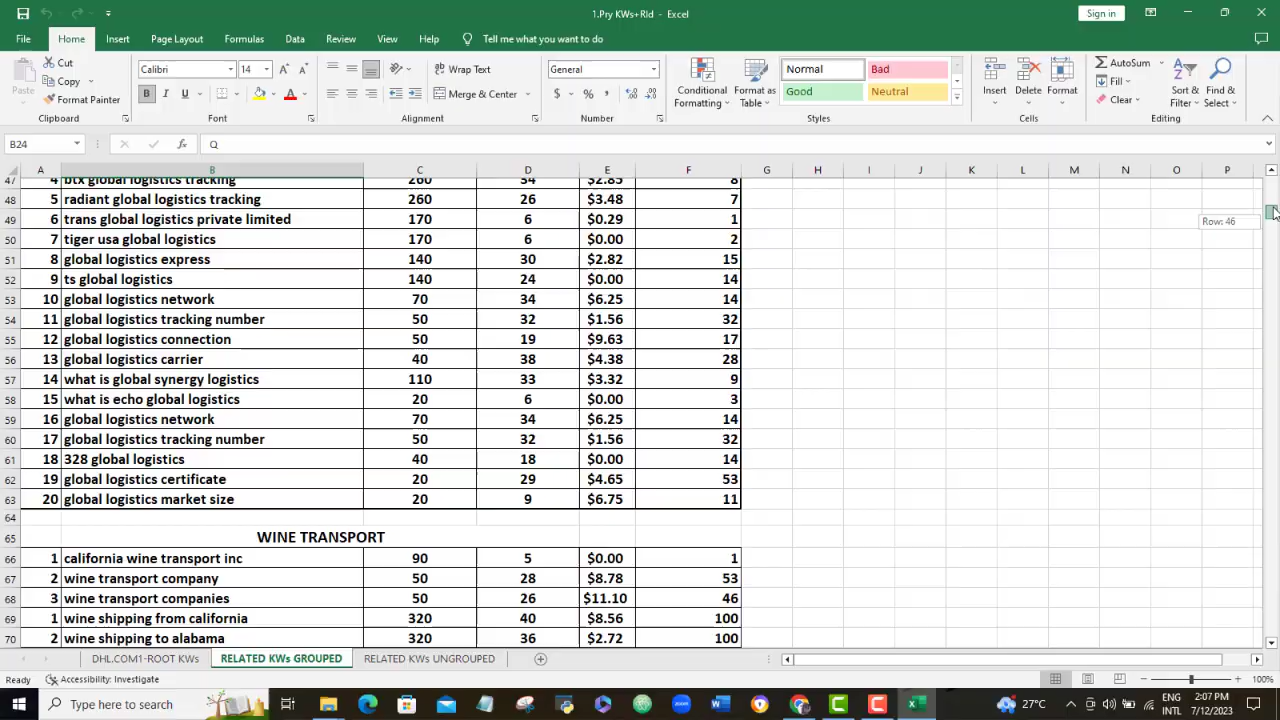 1.Pry KWs+Rld - Excel
Sign in
File Home Insert Page Layout Formulas Data Review View Help Tell me what you want to do
Paste
Cut
Copy
Format Painter
Clipboard
Calibri 14
B I U
Font
Wrap Text
Merge & Center
Alignment
General
$ % ,
Number
Conditional Formatting
Format as Table
Normal Bad
Good Neutral
Styles
Insert Delete Format
Cells
AutoSum
Fill
Clear
Sort & Filter
Find & Select
Editing
B24 fx Q
A B C D E F G H I J K L M N O P
47 4 btx global logistics tracking 260 34 $2.85 8
48 5 radiant global logistics tracking 260 26 $3.48 7
49 6 trans global logistics private limited 170 6 $0.29 1
Row: 46
50 7 tiger usa global logistics 170 6 $0.00 2
51 8 global logistics express 140 30 $2.82 15
52 9 ts global logistics 140 24 $0.00 14
53 10 global logistics network 70 34 $6.25 14
54 11 global logistics tracking number 50 32 $1.56 32
55 12 global logistics connection 50 19 $9.63 17
56 13 global logistics carrier 40 38 $4.38 28
57 14 what is global synergy logistics 110 33 $3.32 9
58 15 what is echo global logistics 20 6 $0.00 3
59 16 global logistics network 70 34 $6.25 14
60 17 global logistics tracking number 50 32 $1.56 32
61 18 328 global logistics 40 18 $0.00 14
62 19 global logistics certificate 20 29 $4.65 53
63 20 global logistics market size 20 9 $6.75 11
64
65 WINE TRANSPORT
66 1 california wine transport inc 90 5 $0.00 1
67 2 wine transport company 50 28 $8.78 53
68 3 wine transport companies 50 26 $11.10 46
69 1 wine shipping from california 320 40 $8.56 100
70 2 wine shipping to alabama 320 36 $2.72 100
DHL.COM1-ROOT KWs RELATED KWs GROUPED RELATED KWs UNGROUPED
Ready Accessibility: Investigate 100%
Type here to search
27°C
ENG
INTL
2:07 PM
7/12/2023